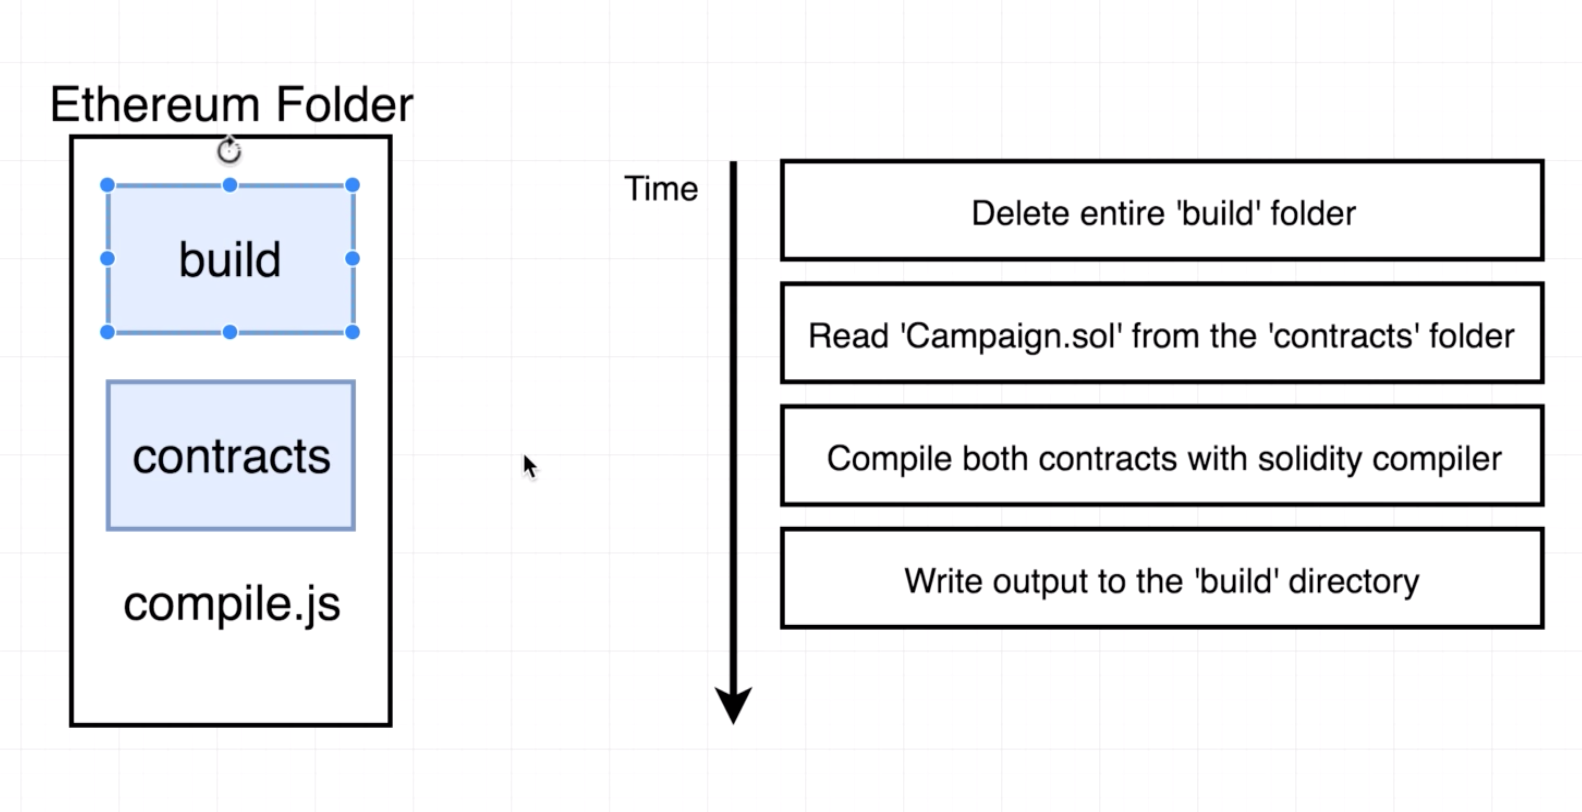 Ethereum Folder
build
contracts
compile.js
Time
Delete entire 'build' folder
Read 'Campaign.sol' from the 'contracts' folder
Compile both contracts with solidity compiler
Write output to the 'build' directory